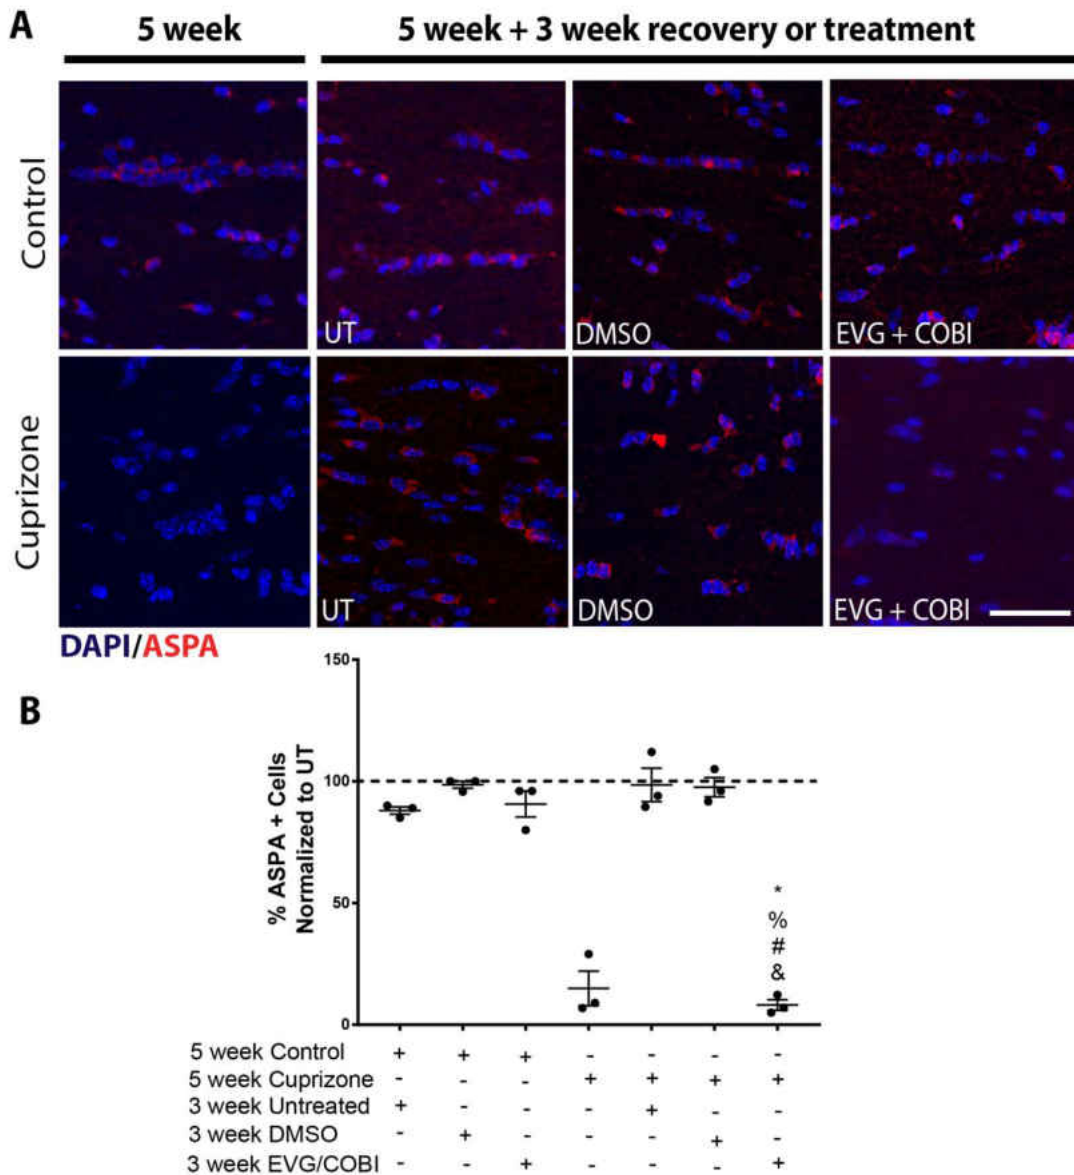 A
5 week
5 week + 3 week recovery or treatment
Control
UT
DMSO
EVG + COBI
Cuprizone
UT
DMSO
EVG + COBI
DAPI/ASPA
B
% ASPA + Cells
Normalized to UT
150
100
50
0
*
%
#
&
5 week Control + + + - - - -
5 week Cuprizone - - - + + + +
3 week Untreated + - - - + - -
3 week DMSO - + - - - + -
3 week EVG/COBI - - + - - - +